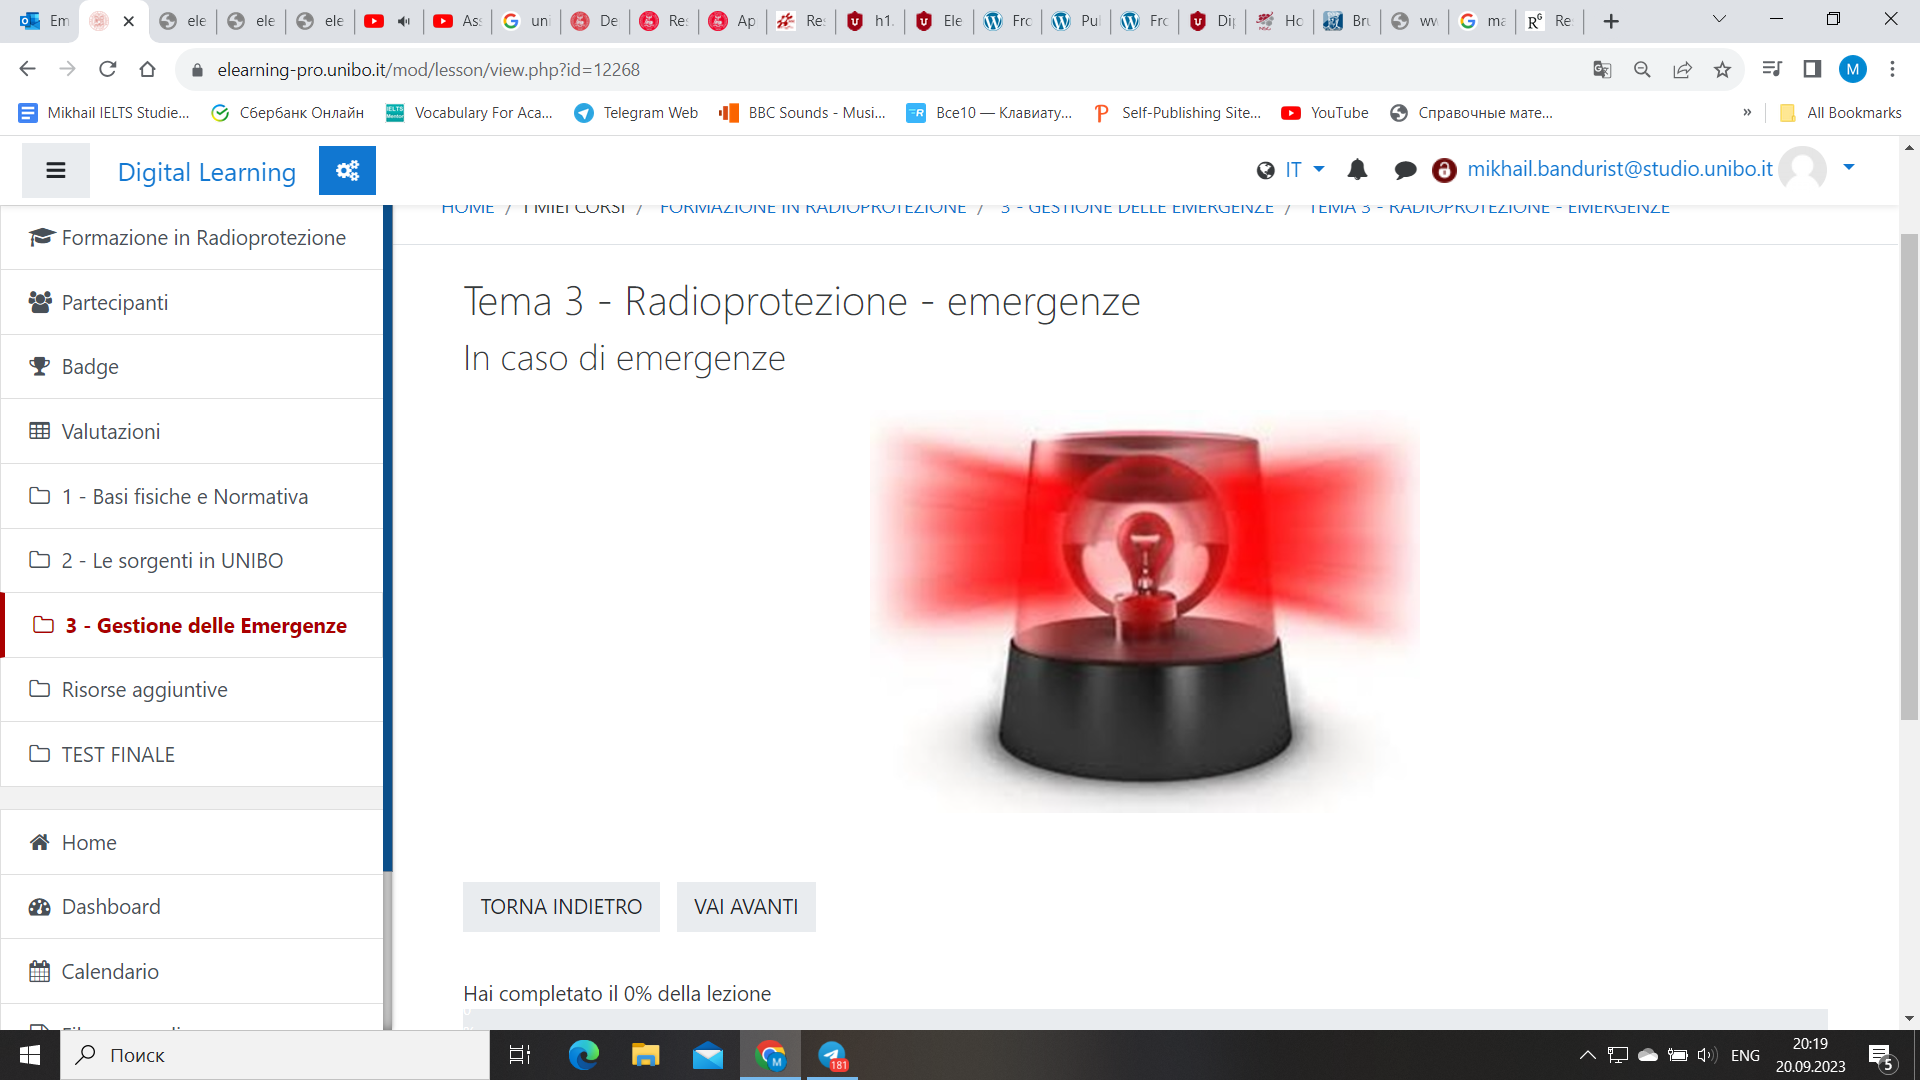 Em
ele
ele
ele
Ass
uni
De
Re
Ap
Re
h1.
Ele
Fro
Pul
Fro
Dip
Ho
Bru
ww
ma
Re
elearning-pro.unibo.it/mod/lesson/view.php?id=12268
M
Mikhail IELTS Studie...
Сбербанк Онлайн
Vocabulary For Aca...
Telegram Web
BBC Sounds - Musi...
Все10 — Клавиату...
Self-Publishing Site...
YouTube
Справочные мате...
»
All Bookmarks
Digital Learning
IT
mikhail.bandurist@studio.unibo.it
HOME / I MIEI CORSI / FORMAZIONE IN RADIOPROTEZIONE / 3 - GESTIONE DELLE EMERGENZE / TEMA 3 - RADIOPROTEZIONE - EMERGENZE
Formazione in Radioprotezione
Partecipanti
Badge
Valutazioni
1 - Basi fisiche e Normativa
2 - Le sorgenti in UNIBO
3 - Gestione delle Emergenze
Risorse aggiuntive
TEST FINALE
Home
Dashboard
Calendario
Tema 3 - Radioprotezione - emergenze
In caso di emergenze
TORNA INDIETRO
VAI AVANTI
Hai completato il 0% della lezione
Поиск
M
181
ENG
20:19
20.09.2023
5